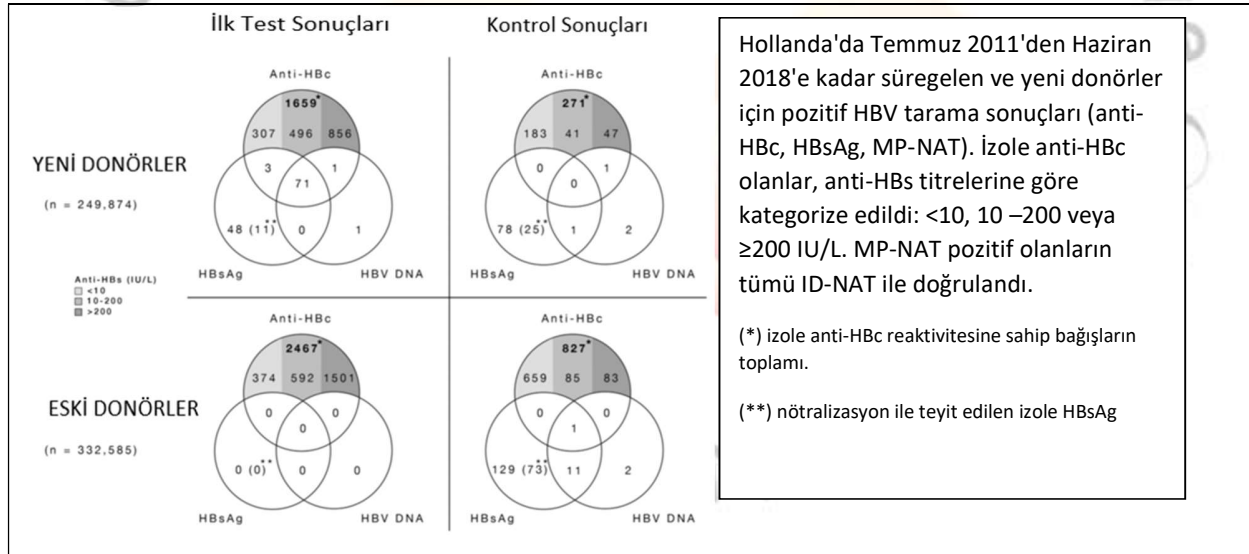 İlk Test Sonuçları
Kontrol Sonuçları
YENİ DONÖRLER
(n = 249,874)
Anti-HBc
1659*
307 496 856
3 1
71
48 (11)** 0 1
HBsAg HBV DNA
Anti-HBc
271*
183 41 47
0 1
0
78 (25)** 1 2
HBsAg HBV DNA
Anti-HBs (IU/L)
<10
10-200
>200
ESKİ DONÖRLER
(n = 332,585)
Anti-HBc
2467*
374 592 1501
0 0
0
0 (0)** 0 0
HBsAg HBV DNA
Anti-HBc
827*
659 85 83
0 0
1
129 (73)** 11 2
HBsAg HBV DNA
Hollanda'da Temmuz 2011'den Haziran
2018'e kadar süregelen ve yeni donörler
için pozitif HBV tarama sonuçları (anti-
HBc, HBsAg, MP-NAT). İzole anti-HBc
olanlar, anti-HBs titrelerine göre
kategorize edildi: <10, 10 –200 veya
≥200 IU/L. MP-NAT pozitif olanların
tümü ID-NAT ile doğrulandı.
(*) izole anti-HBc reaktivitesine sahip bağışların
toplamı.
(**) nötralizasyon ile teyit edilen izole HBsAg